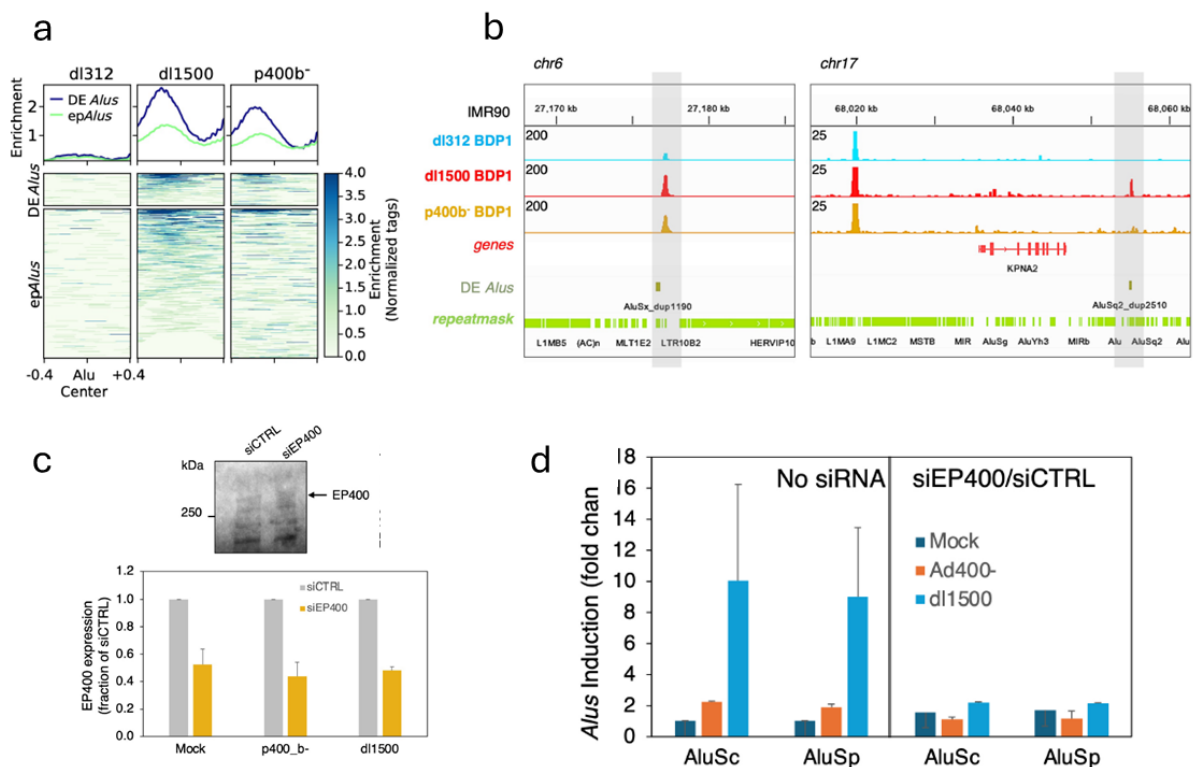 a
dl312 dl1500 p400b-
Enrichment
2
1
DE Alus
epAlus
DE Alus
epAlus
4.0
3.5
3.0
2.5
2.0
1.5
1.0
0.5
0.0
Enrichment
(Normalized tags)
-0.4 Alu +0.4
Center
b
chr6 chr17
IMR90 27,170 kb 27,180 kb 68,020 kb 68,040 kb 68,060 kb
dl312 BDP1 200 25
dl1500 BDP1 200 25
p400b- BDP1 200 25
genes
KPNA2
DE Alus
AluSx_dup1190 AluSq2_dup2510
repeatmask
L1MB5 (AC)n MLT1E2 LTR10B2 HERVIP10 b L1MA9 L1MC2 MSTB MIR AluSg AluYh3 MIRb Alu AluSq2 Alu
c
siCTRL siEP400
kDa
EP400
250
EP400 expression
(fraction of siCTRL)
1.2
1.0
0.8
0.6
0.4
0.2
0.0
siCTRL
siEP400
Mock p400_b- dl1500
d
Alus Induction (fold chan
18
16
14
12
10
8
6
4
2
0
No siRNA siEP400/siCTRL
Mock
Ad400-
dl1500
AluSc AluSp AluSc AluSp